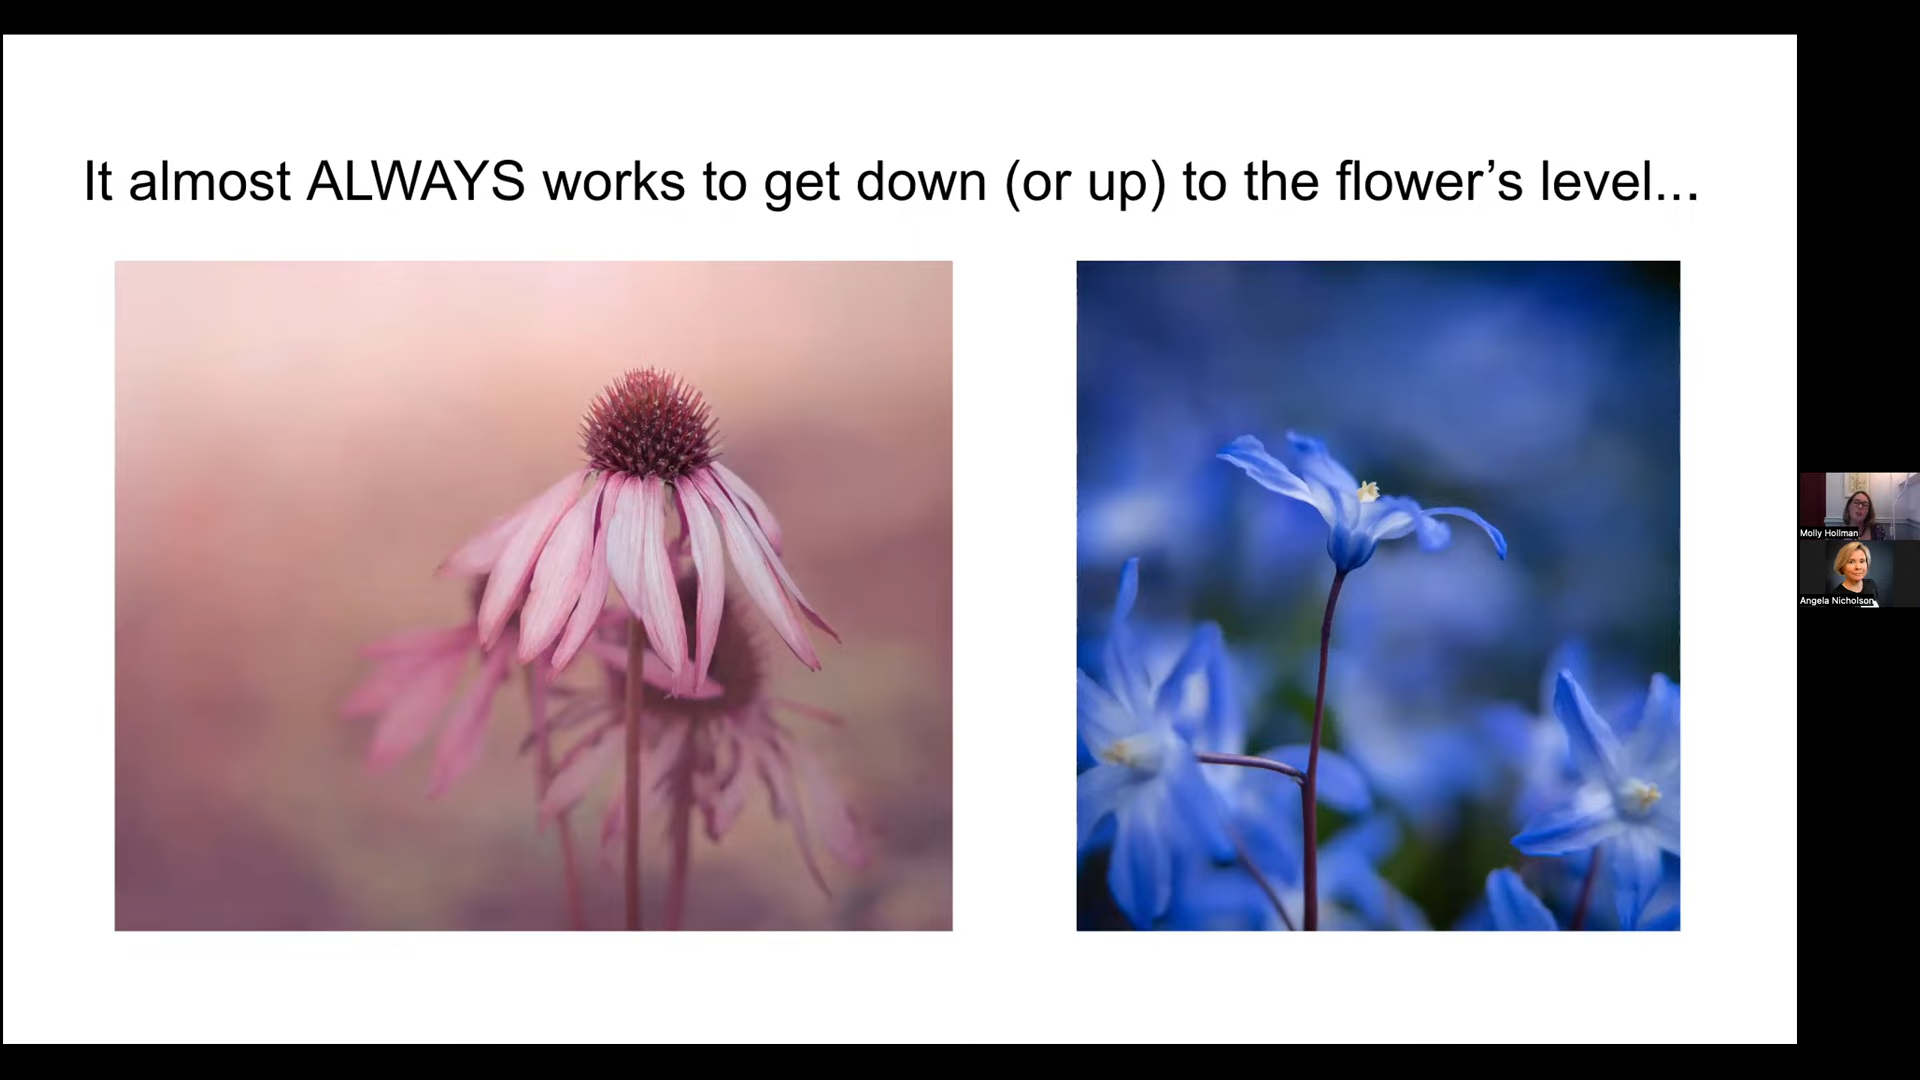 It almost ALWAYS works to get down (or up) to the flower’s level...
Molly Hollman
Angela Nicholson